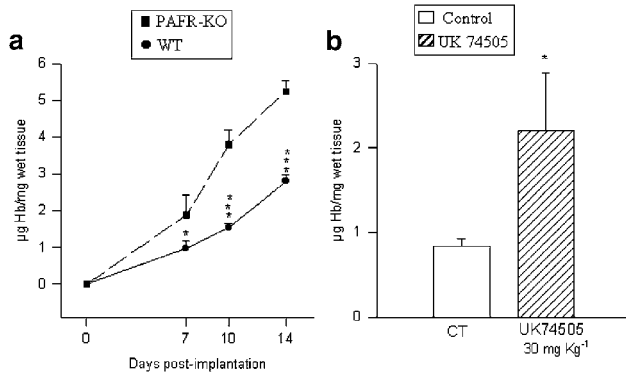 a
PAFR-KO
WT
µg Hb/mg wet tissue
6
5
4
3
2
1
0
*
***
***
0 7 10 14
Days post-implantation
b
Control
UK 74505
µg Hb/mg wet tissue
3
2
1
0
*
CT
UK74505
30 mg Kg-1